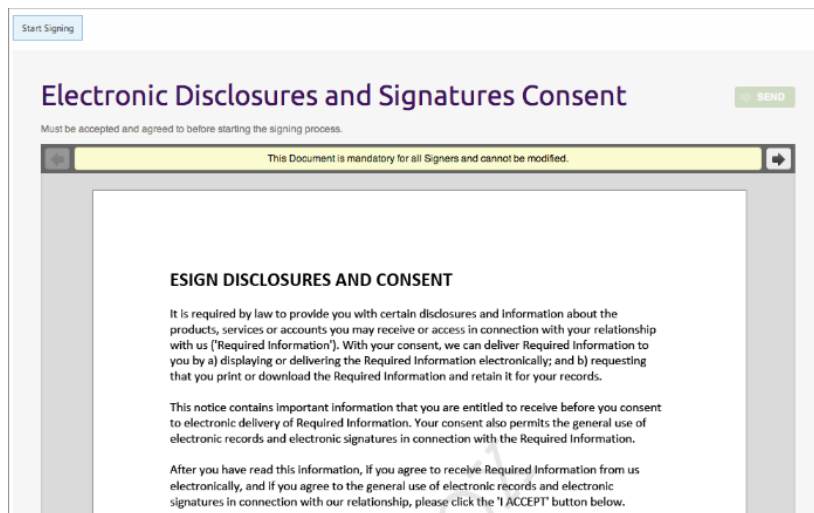 Start Signing
Electronic Disclosures and Signatures Consent
SEND
Must be accepted and agreed to before starting the signing process.
This Document is mandatory for all Signers and cannot be modified.
ESIGN DISCLOSURES AND CONSENT
It is required by law to provide you with certain disclosures and information about the
products, services or accounts you may receive or access in connection with your relationship
with us ('Required Information'). With your consent, we can deliver Required Information to
you by a) displaying or delivering the Required Information electronically; and b) requesting
that you print or download the Required Information and retain it for your records.
This notice contains important information that you are entitled to receive before you consent
to electronic delivery of Required Information. Your consent also permits the general use of
electronic records and electronic signatures in connection with the Required Information.
After you have read this information, if you agree to receive Required Information from us
electronically, and if you agree to the general use of electronic records and electronic
signatures in connection with our relationship, please click the 'I ACCEPT' button below.